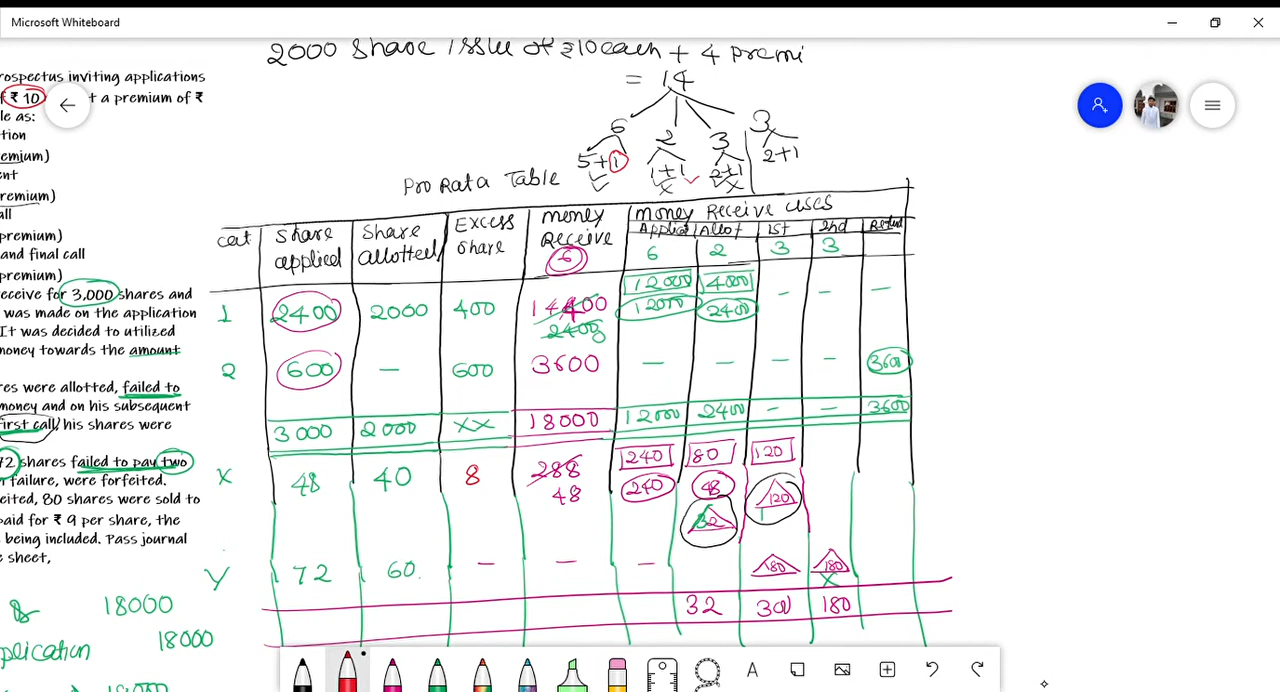 Microsoft Whiteboard
2000 Share Issue of ₹10 each + 4 premi
= 14
6 2 3 3
5+1 1+1 2+1 2+1
x x
rospectus inviting applications
f ₹ 10 t a premium of ₹
le as:
tion
remium)
ent
premium)
all
premium)
and final call
premium)
receive for 3,000 shares and
was made on the application
It was decided to utilized
money towards the amount
res were allotted, failed to
money and on his subsequent
first call, his shares were
72 shares failed to pay two
failure, were forfeited.
eited, 80 shares were sold to
paid for ₹ 9 per share, the
being included. Pass journal
e sheet,
18000
plication 18000
18000
Pro Rata Table
cat Share applied Share allotted Excess Share Money Receive Money Receive uses
Applicat Allot 1st 2nd Refund
6 6 2 3 3
12000 4000
1 2400 2000 400 14400 12000 2400 - - -
2400
2 600 - 600 3600 - - - - 3600
3000 2000 XX 18000 12000 2400 - - 3600
240 80 120
X 48 40 8 288 240 48 120
48
32
Y 72 60. - - - 180 180
x
32 300 180
A